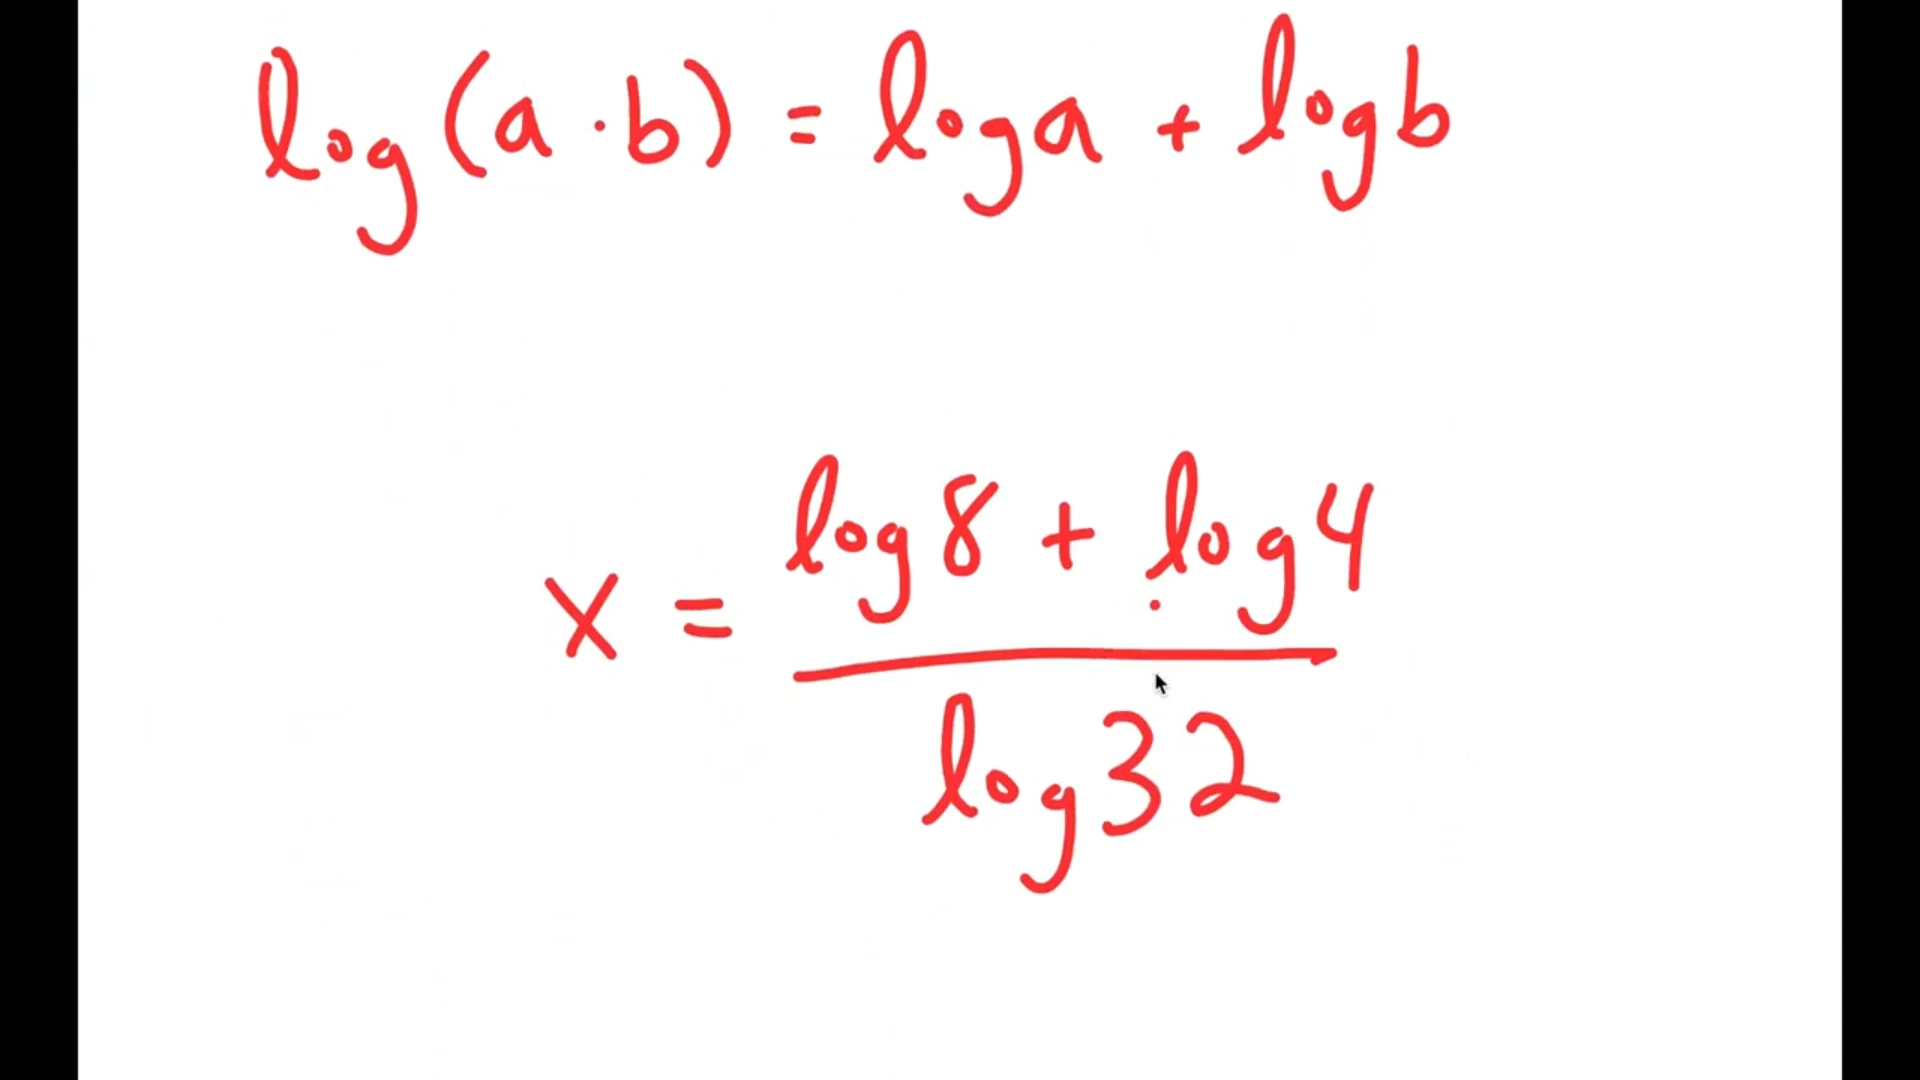 log(a·b) = log a + log b
x = (log 8 + log 4) / log 32